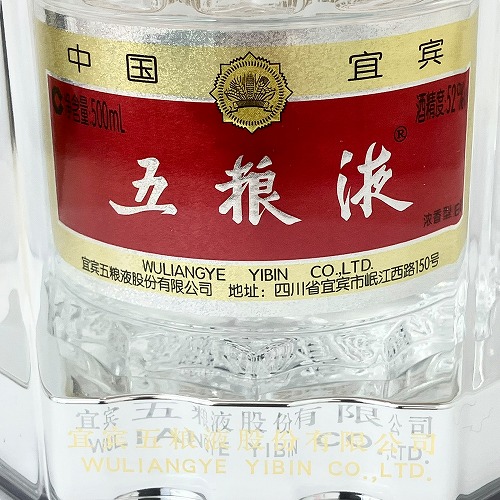 中国 宜宾
净含量:500mL
酒精度:52%
五粮液®
浓香型
WULIANGYE YIBIN CO.,LTD.
宜宾五粮液股份有限公司 地址:四川省宜宾市岷江西路150号
宜宾五粮液股份有限公司
WULIANGYE YIBIN CO.,LTD.